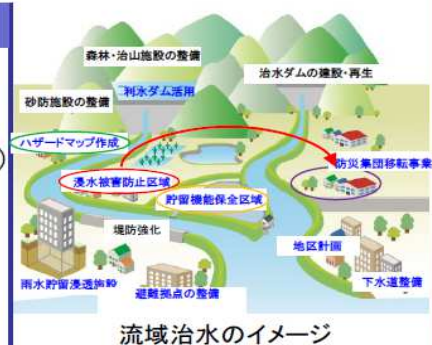 森林・治山施設の整備
治水ダムの建設・再生
利水ダム活用
砂防施設の整備
ハザードマップ作成
防災集団移転事業
浸水被害防止区域
貯留機能保全区域
堤防強化
地区計画
雨水貯留浸透施設
避難拠点の整備
下水道整備
流域治水のイメージ